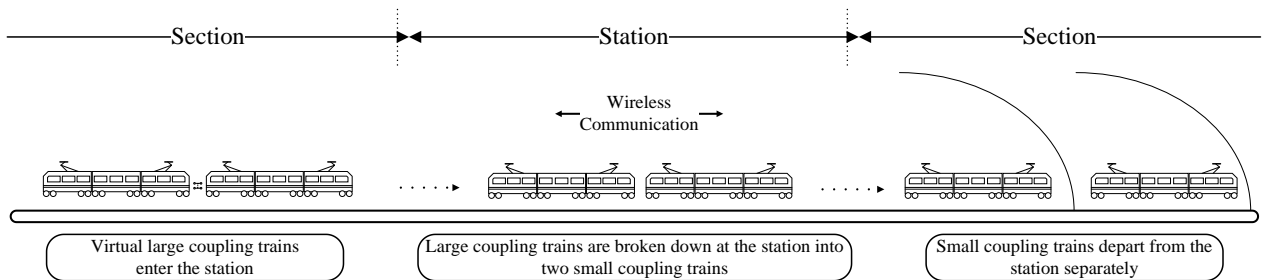 Section
Station
Section
Wireless
Communication
Virtual large coupling trains
enter the station
Large coupling trains are broken down at the station into
two small coupling trains
Small coupling trains depart from the
station separately